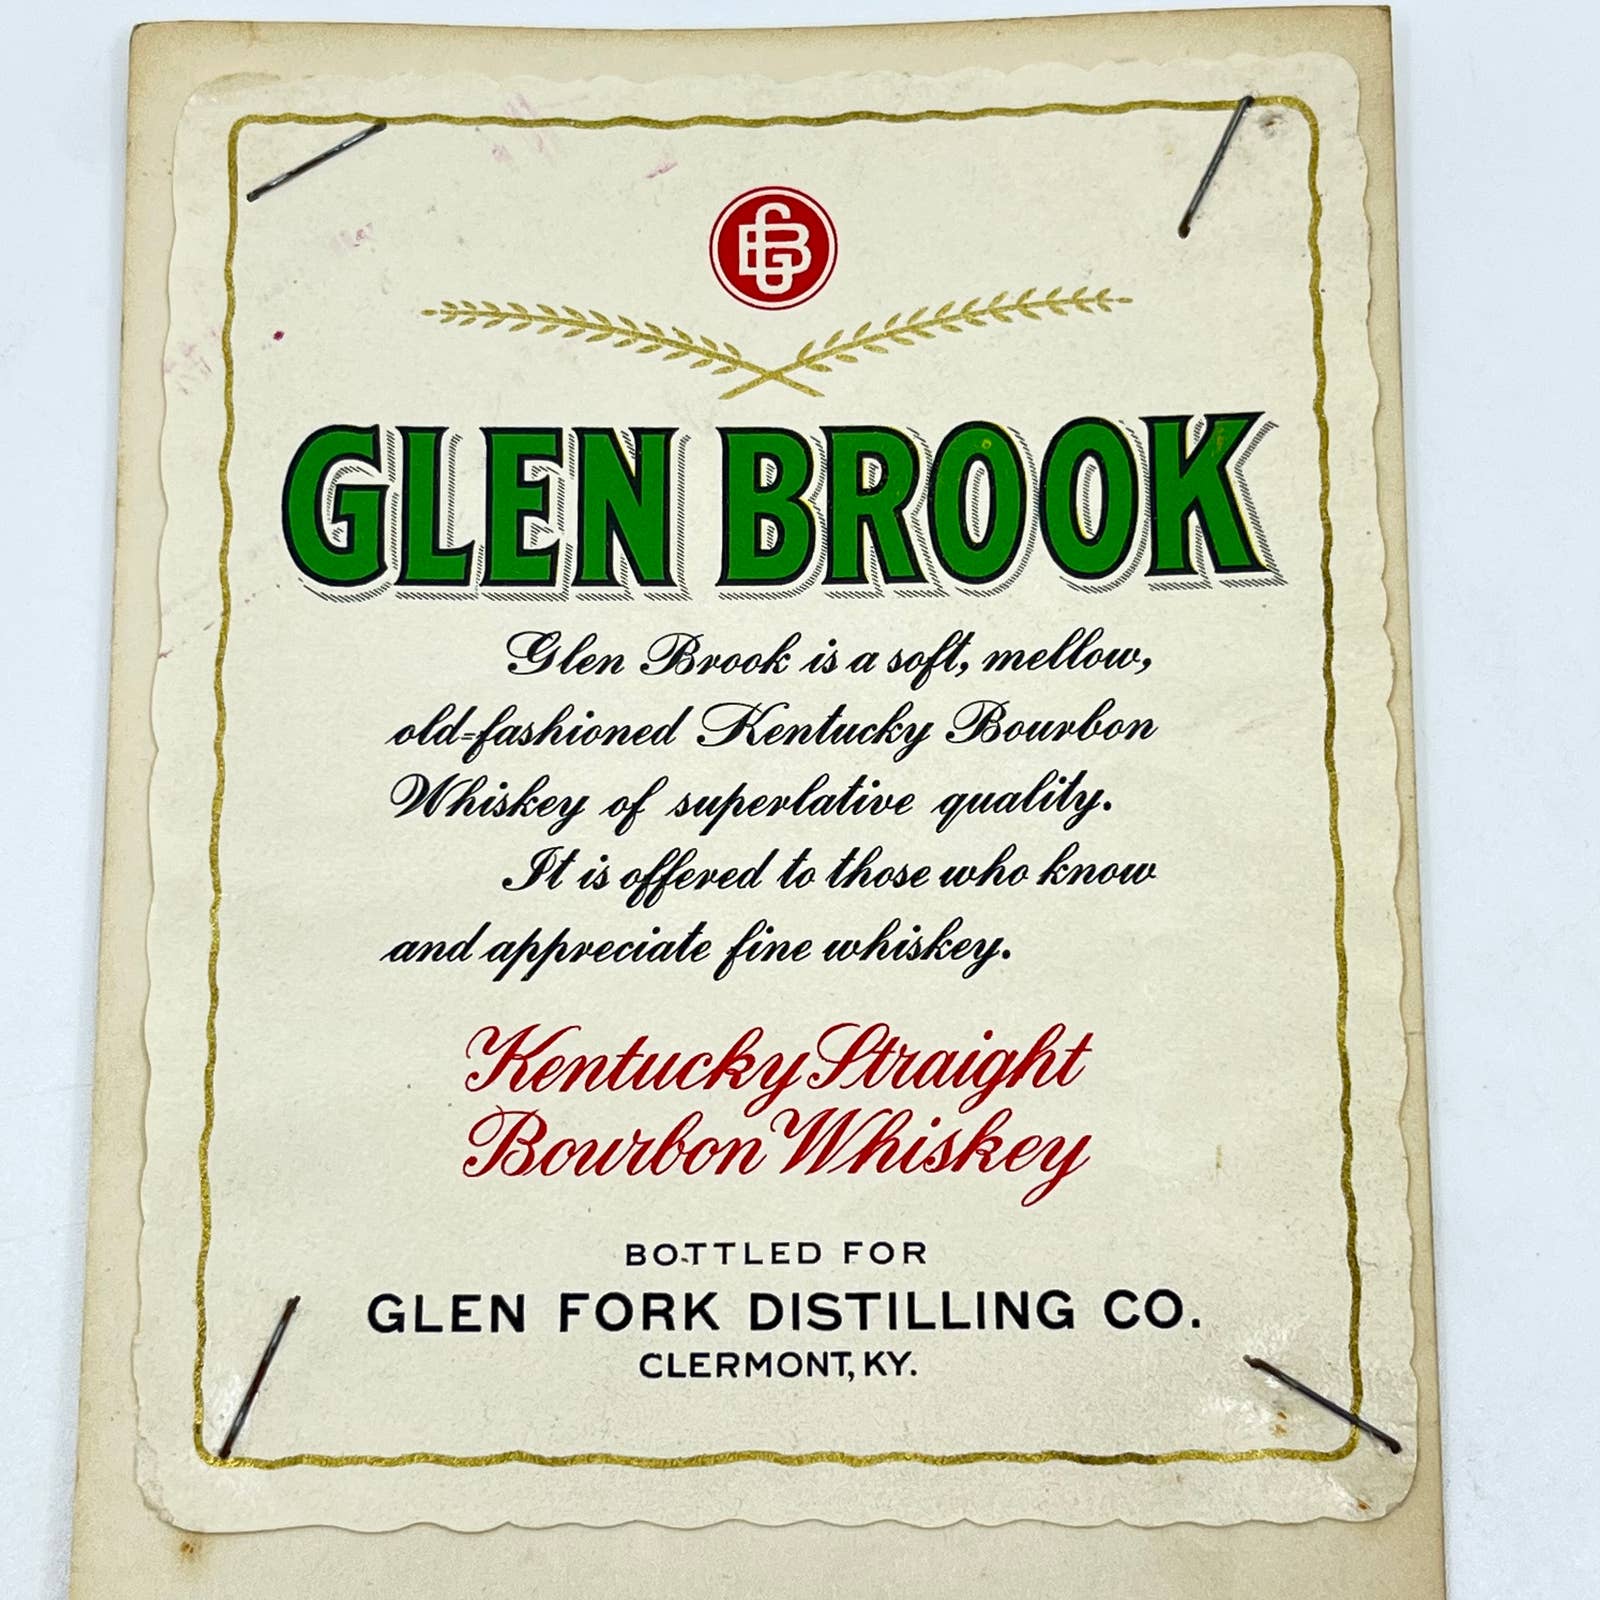 GB
GLEN BROOK
Glen Brook is a soft, mellow,
old-fashioned Kentucky Bourbon
Whiskey of superlative quality.
It is offered to those who know
and appreciate fine whiskey.
Kentucky Straight
Bourbon Whiskey
BOTTLED FOR
GLEN FORK DISTILLING CO.
CLERMONT, KY.